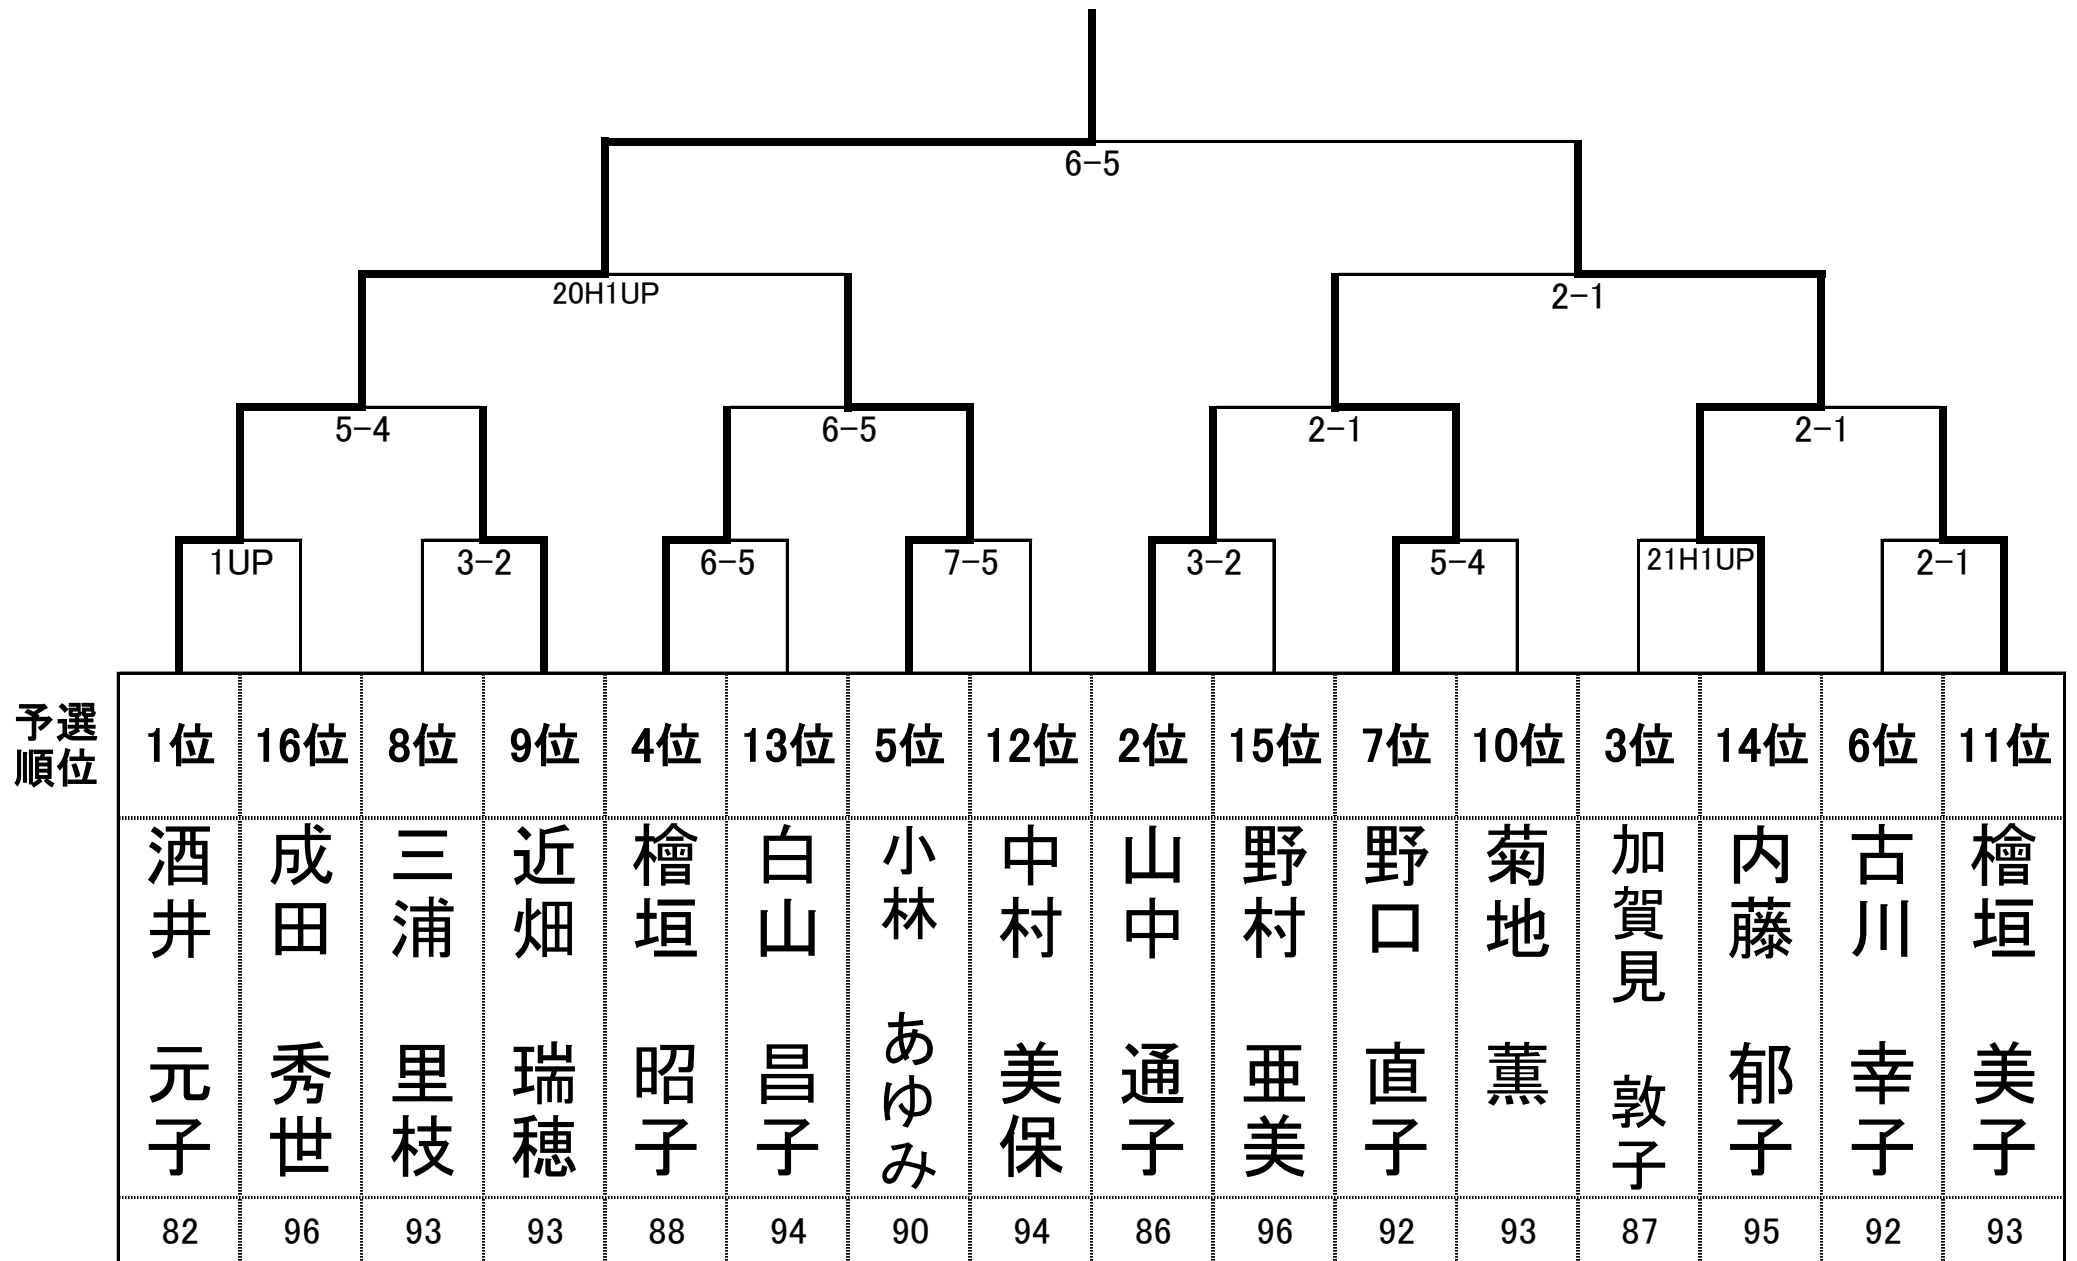 6-5
20H1UP
2-1
5-4
6-5
2-1
2-1
1UP
3-2
6-5
7-5
3-2
5-4
21H1UP
2-1
予選
順位
1位 16位 8位 9位 4位 13位 5位 12位 2位 15位 7位 10位 3位 14位 6位 11位
酒井 元子
成田 秀世
三浦 里枝
近畑 瑞穂
檜垣 昭子
白山 昌子
小林 あゆみ
中村 美保
山中 通子
野村 亜美
野口 直子
菊地 薫
加賀見 敦子
内藤 郁子
古川 幸子
檜垣 美子
82 96 93 93 88 94 90 94 86 96 92 93 87 95 92 93